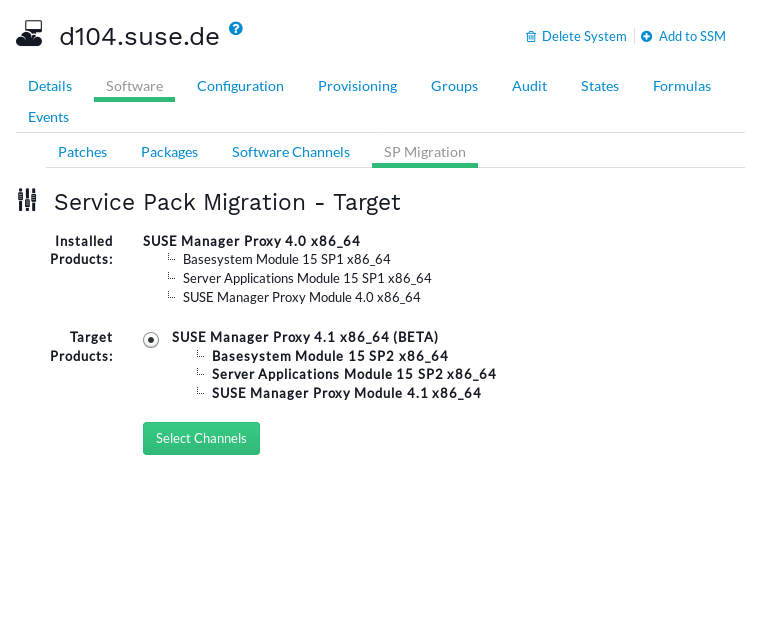 d104.suse.de ?
Delete System Add to SSM
Details Software Configuration Provisioning Groups Audit States Formulas
Events
Patches Packages Software Channels SP Migration
Service Pack Migration - Target
Installed Products: SUSE Manager Proxy 4.0 x86_64
Basesystem Module 15 SP1 x86_64
Server Applications Module 15 SP1 x86_64
SUSE Manager Proxy Module 4.0 x86_64
Target Products: SUSE Manager Proxy 4.1 x86_64 (BETA)
Basesystem Module 15 SP2 x86_64
Server Applications Module 15 SP2 x86_64
SUSE Manager Proxy Module 4.1 x86_64
Select Channels